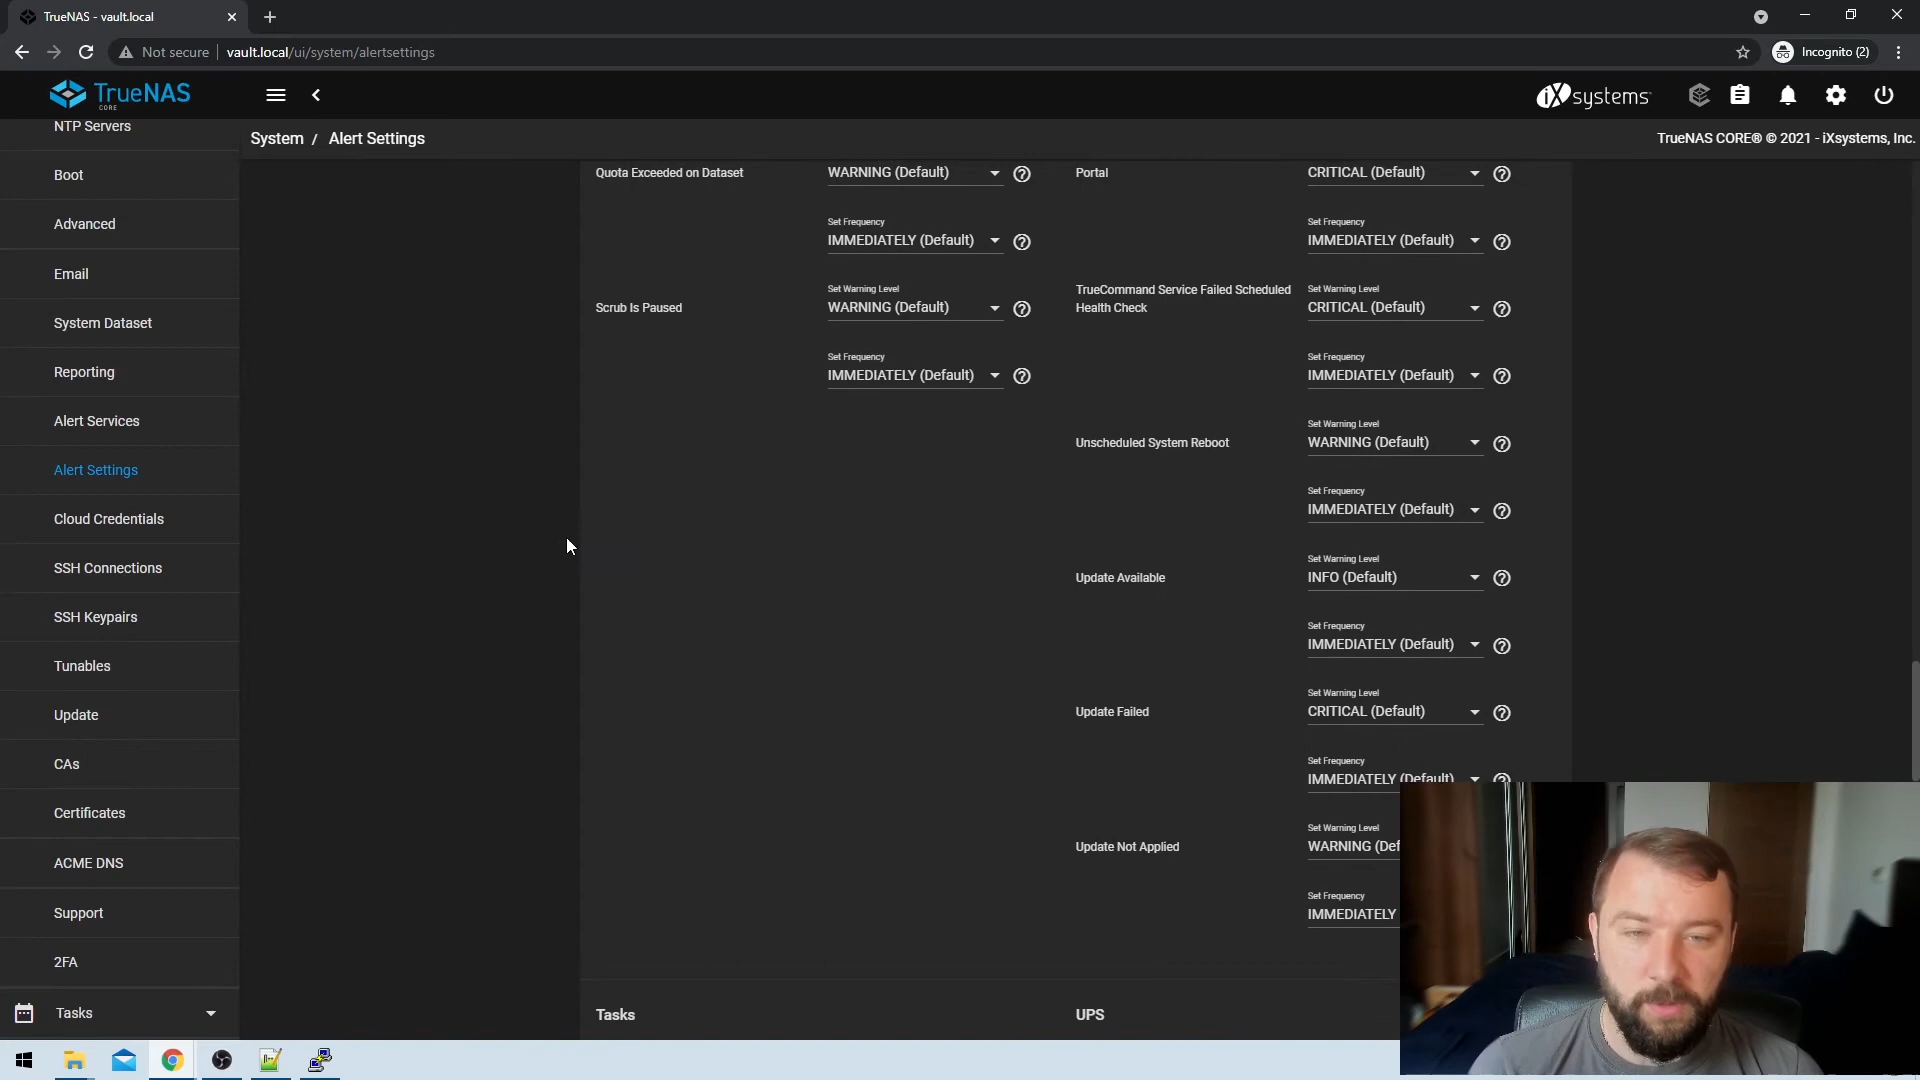 TrueNAS - vault.local
Not secure
vault.local/ui/system/alertsettings
Incognito (2)
TrueNAS
CORE
iXsystems
System / Alert Settings
TrueNAS CORE® © 2021 - iXsystems, Inc.
NTP Servers
Boot
Advanced
Email
System Dataset
Reporting
Alert Services
Alert Settings
Cloud Credentials
SSH Connections
SSH Keypairs
Tunables
Update
CAs
Certificates
ACME DNS
Support
2FA
Tasks
Quota Exceeded on Dataset
WARNING (Default)
Set Frequency
IMMEDIATELY (Default)
Scrub Is Paused
Set Warning Level
WARNING (Default)
Set Frequency
IMMEDIATELY (Default)
Portal
CRITICAL (Default)
Set Frequency
IMMEDIATELY (Default)
TrueCommand Service Failed Scheduled
Health Check
Set Warning Level
CRITICAL (Default)
Set Frequency
IMMEDIATELY (Default)
Unscheduled System Reboot
Set Warning Level
WARNING (Default)
Set Frequency
IMMEDIATELY (Default)
Update Available
Set Warning Level
INFO (Default)
Set Frequency
IMMEDIATELY (Default)
Update Failed
Set Warning Level
CRITICAL (Default)
Set Frequency
IMMEDIATELY (Default)
Update Not Applied
Set Warning Level
WARNING (Def
Set Frequency
IMMEDIATELY
Tasks
UPS